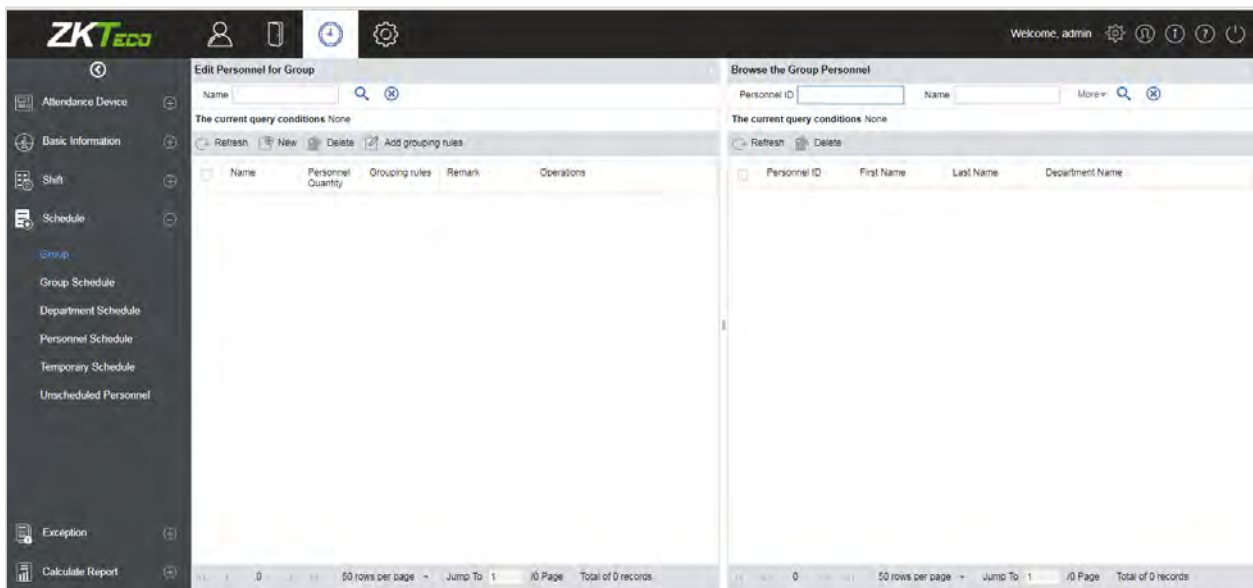 ZKTeco
Welcome, admin
Attendance Device
Basic Information
Shift
Schedule
Group
Group Schedule
Department Schedule
Personnel Schedule
Temporary Schedule
Unscheduled Personnel
Exception
Calculate Report
Edit Personnel for Group
Name
The current query conditions None
Refresh New Delete Add grouping rules
Name Personnel Quantity Grouping rules Remark Operations
0 50 rows per page Jump To 1 /0 Page Total of 0 records
Browse the Group Personnel
Personnel ID Name More
The current query conditions None
Refresh Delete
Personnel ID First Name Last Name Department Name
0 50 rows per page Jump To 1 /0 Page Total of 0 records